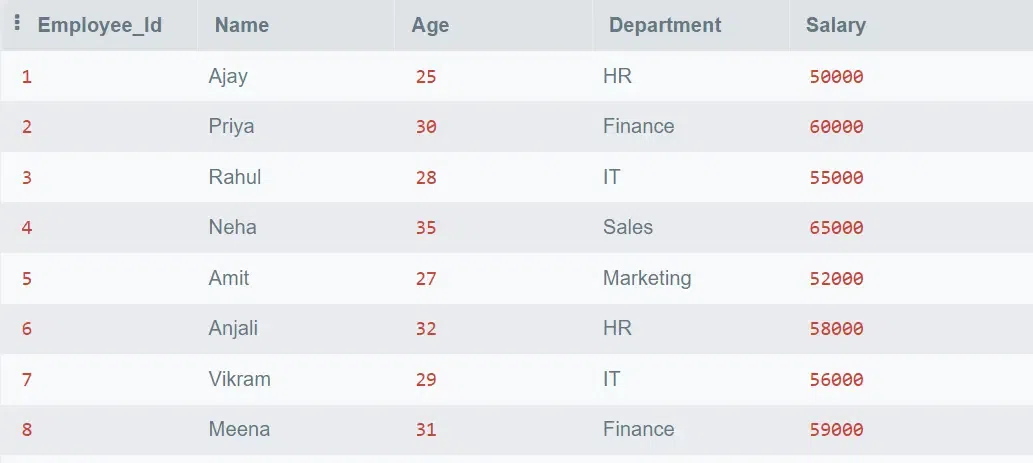 Employee_Id Name Age Department Salary
1 Ajay 25 HR 50000
2 Priya 30 Finance 60000
3 Rahul 28 IT 55000
4 Neha 35 Sales 65000
5 Amit 27 Marketing 52000
6 Anjali 32 HR 58000
7 Vikram 29 IT 56000
8 Meena 31 Finance 59000